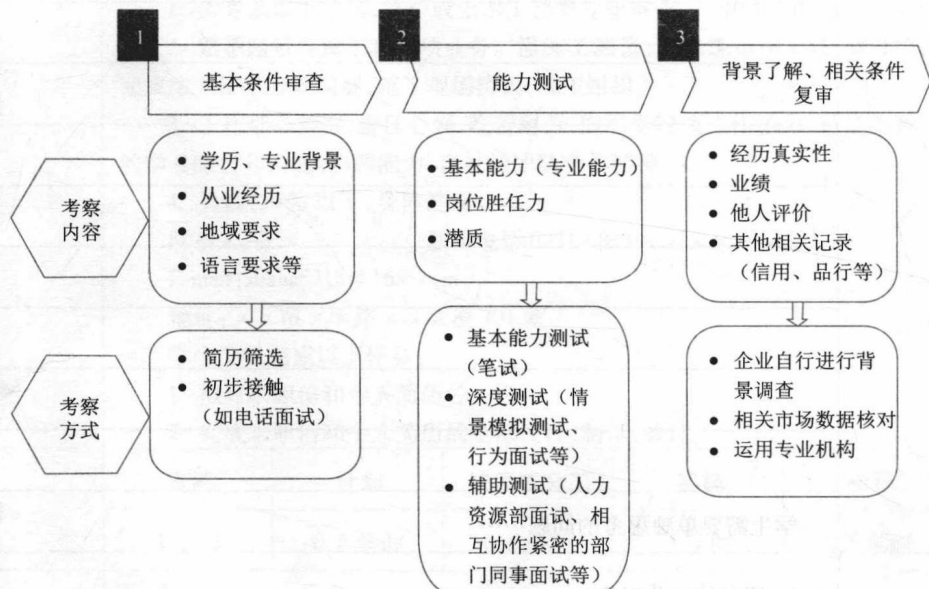 1
基本条件审查
2
能力测试
3
背景了解、相关条件
复审
考察
内容
• 学历、专业背景
• 从业经历
• 地域要求
• 语言要求等
• 基本能力（专业能力）
• 岗位胜任力
• 潜质
• 经历真实性
• 业绩
• 他人评价
• 其他相关记录
（信用、品行等）
考察
方式
• 简历筛选
• 初步接触
（如电话面试）
• 基本能力测试
（笔试）
• 深度测试（情
景模拟测试、
行为面试等）
• 辅助测试（人力
资源部面试、相
互协作紧密的部
门同事面试等）
• 企业自行进行背
景调查
• 相关市场数据核对
• 运用专业机构